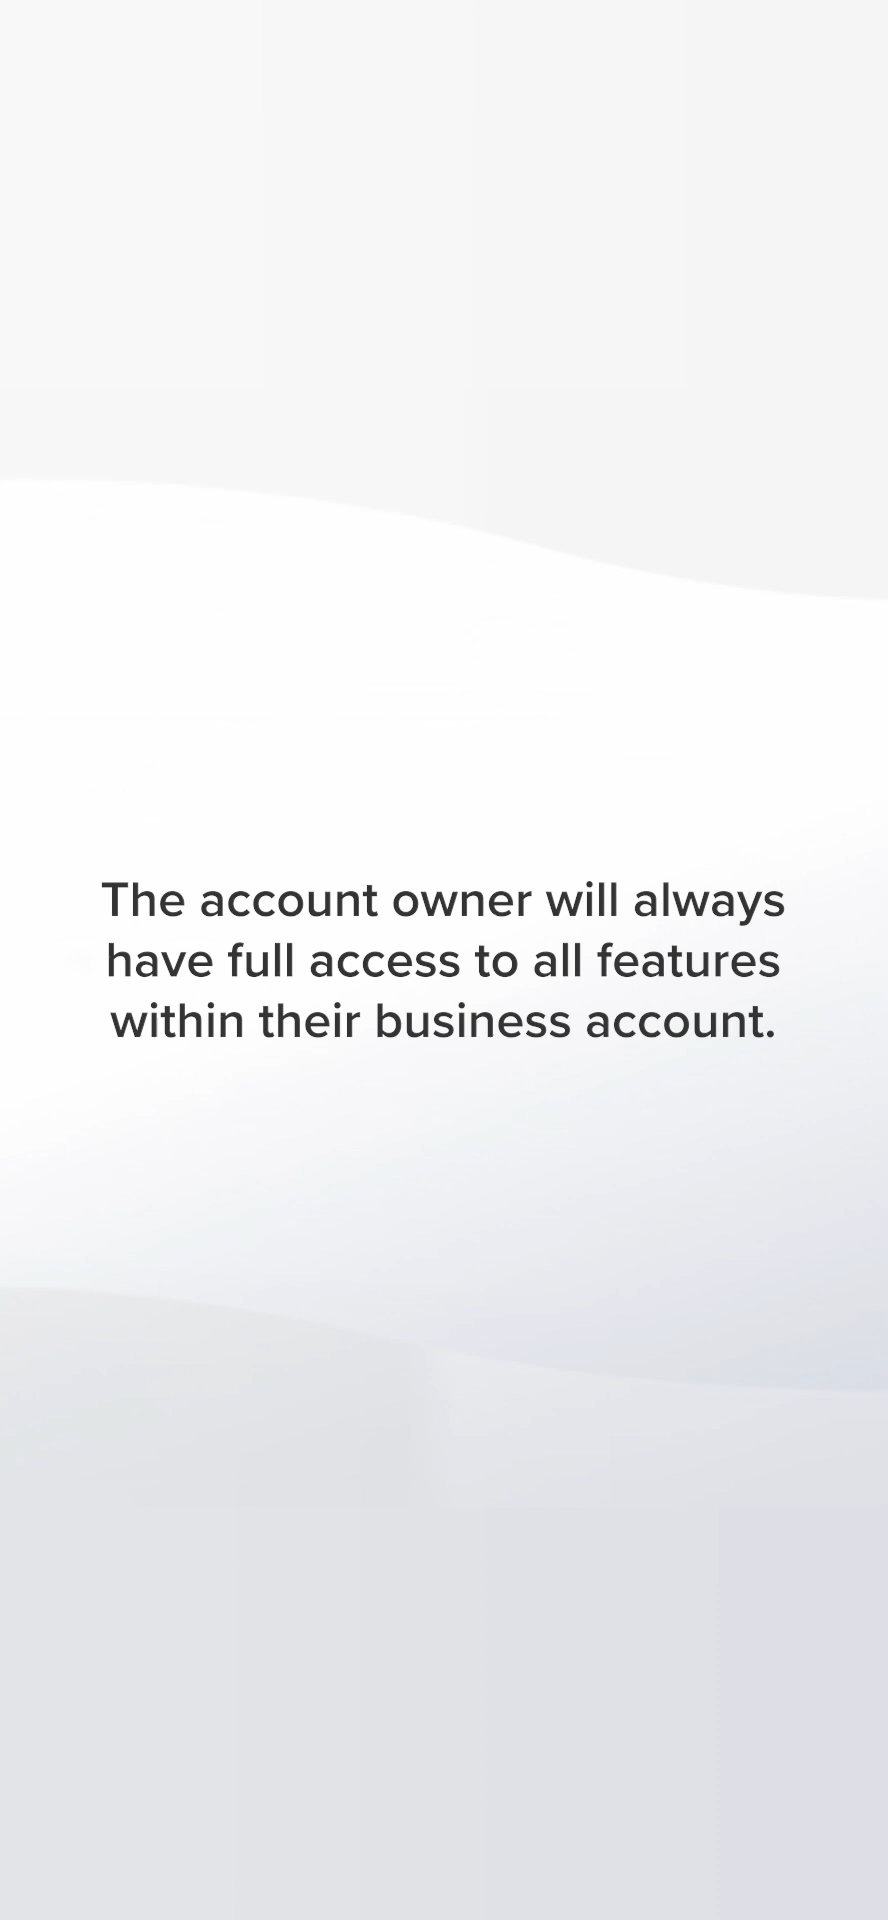 The account owner will always
have full access to all features
within their business account.